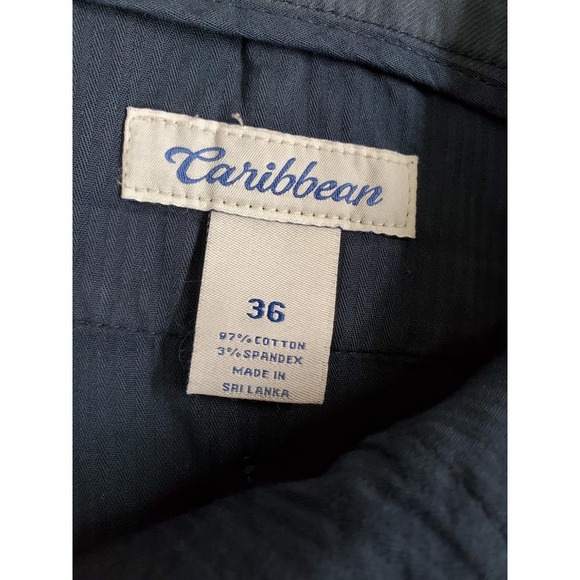 Caribbean
36
97% COTTON
3% SPANDEX
MADE IN
SRI LANKA